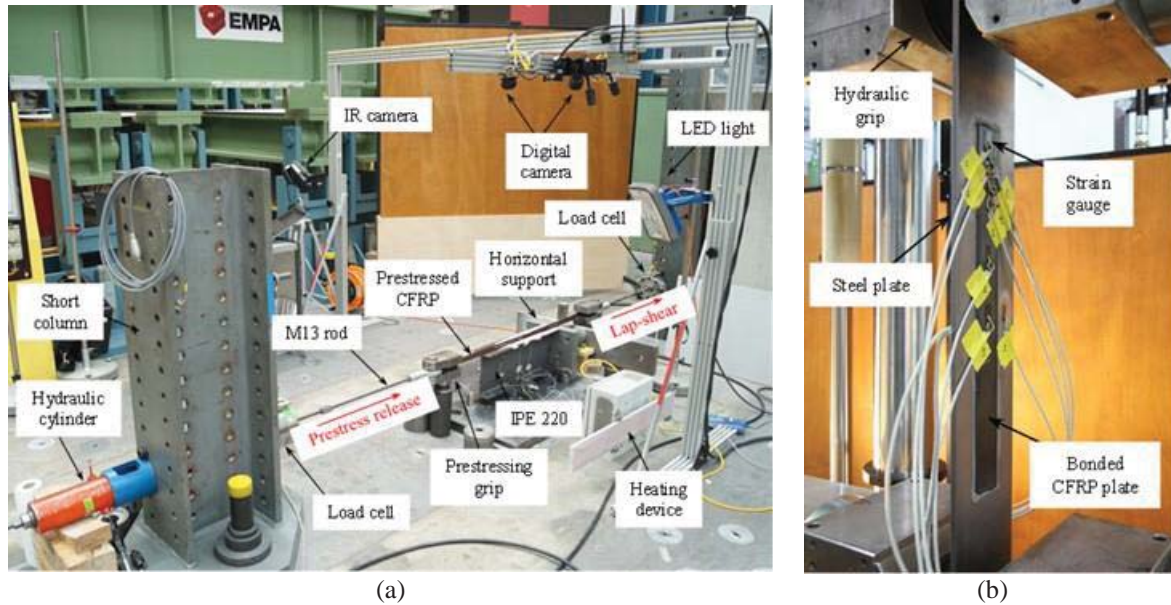 EMPA
IR camera
Digital
camera
LED light
Load cell
Horizontal
support
Prestressed
CFRP
Short
column
M13 rod
Lap-shear
Hydraulic
cylinder
Prestress release
IPE 220
Prestressing
grip
Load cell
Heating
device
(a)
Hydraulic
grip
Strain
gauge
Steel plate
Bonded
CFRP plate
(b)